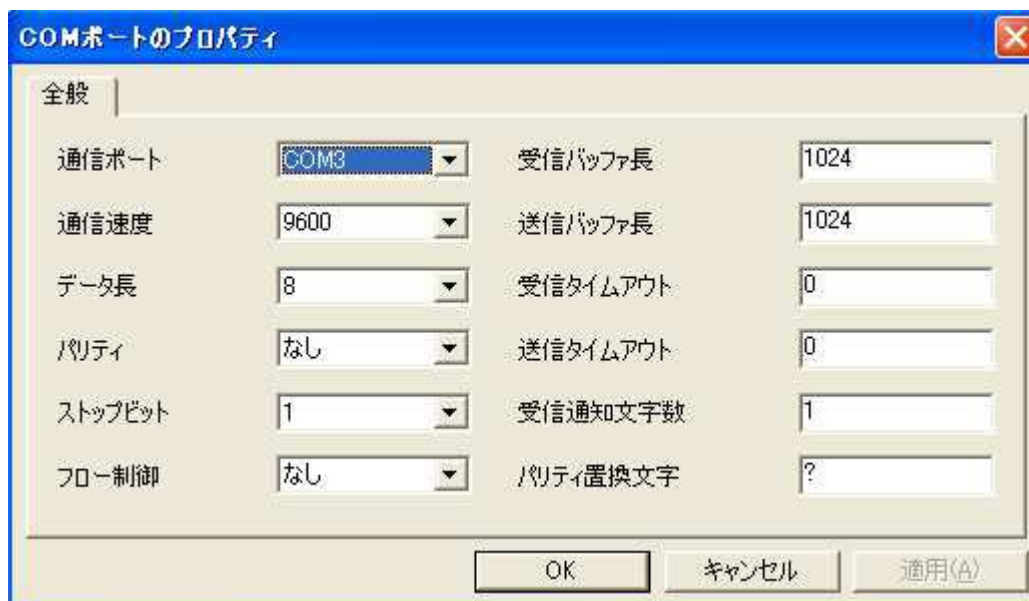 COMポートのプロパティ
全般
通信ポート COM3 受信バッファ長 1024
通信速度 9600 送信バッファ長 1024
データ長 8 受信タイムアウト 0
パリティ なし 送信タイムアウト 0
ストップビット 1 受信通知文字数 1
フロー制御 なし パリティ置換文字 ?
OK キャンセル 適用(A)